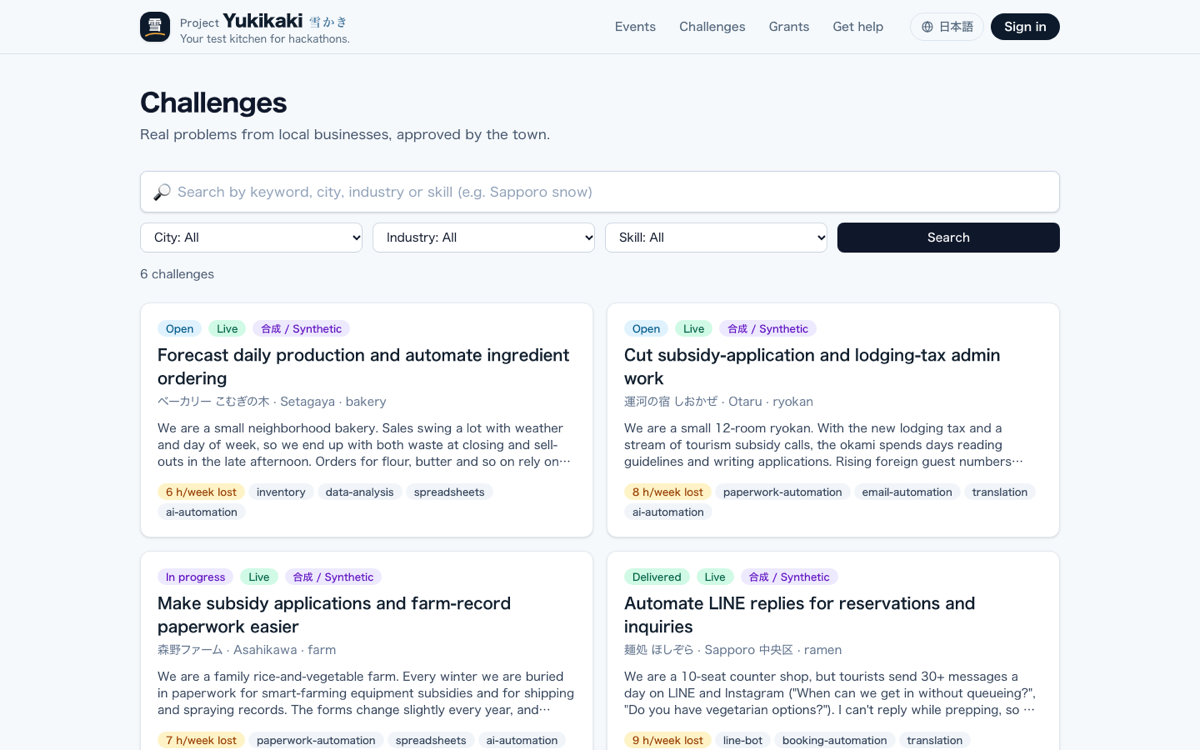 雪
Project Yukikaki 雪かき
Your test kitchen for hackathons.
Events
Challenges
Grants
Get help
日本語
Sign in
Challenges
Real problems from local businesses, approved by the town.
Search by keyword, city, industry or skill (e.g. Sapporo snow)
City: All
Industry: All
Skill: All
Search
6 challenges
Open Live 合成 / Synthetic
Forecast daily production and automate ingredient
ordering
ベーカリー こむぎの木 · Setagaya · bakery
We are a small neighborhood bakery. Sales swing a lot with weather
and day of week, so we end up with both waste at closing and sell-
outs in the late afternoon. Orders for flour, butter and so on rely on…
6 h/week lost inventory data-analysis spreadsheets
ai-automation
Open Live 合成 / Synthetic
Cut subsidy-application and lodging-tax admin
work
運河の宿 しおかぜ · Otaru · ryokan
We are a small 12-room ryokan. With the new lodging tax and a
stream of tourism subsidy calls, the okami spends days reading
guidelines and writing applications. Rising foreign guest numbers…
8 h/week lost paperwork-automation email-automation translation
ai-automation
In progress Live 合成 / Synthetic
Make subsidy applications and farm-record
paperwork easier
森野ファーム · Asahikawa · farm
We are a family rice-and-vegetable farm. Every winter we are buried
in paperwork for smart-farming equipment subsidies and for shipping
and spraying records. The forms change slightly every year, and…
7 h/week lost paperwork-automation spreadsheets ai-automation
Delivered Live 合成 / Synthetic
Automate LINE replies for reservations and
inquiries
麺処 ほしぞら · Sapporo 中央区 · ramen
We are a 10-seat counter shop, but tourists send 30+ messages a
day on LINE and Instagram ("When can we get in without queueing?",
"Do you have vegetarian options?"). I can't reply while prepping, so …
9 h/week lost line-bot booking-automation translation